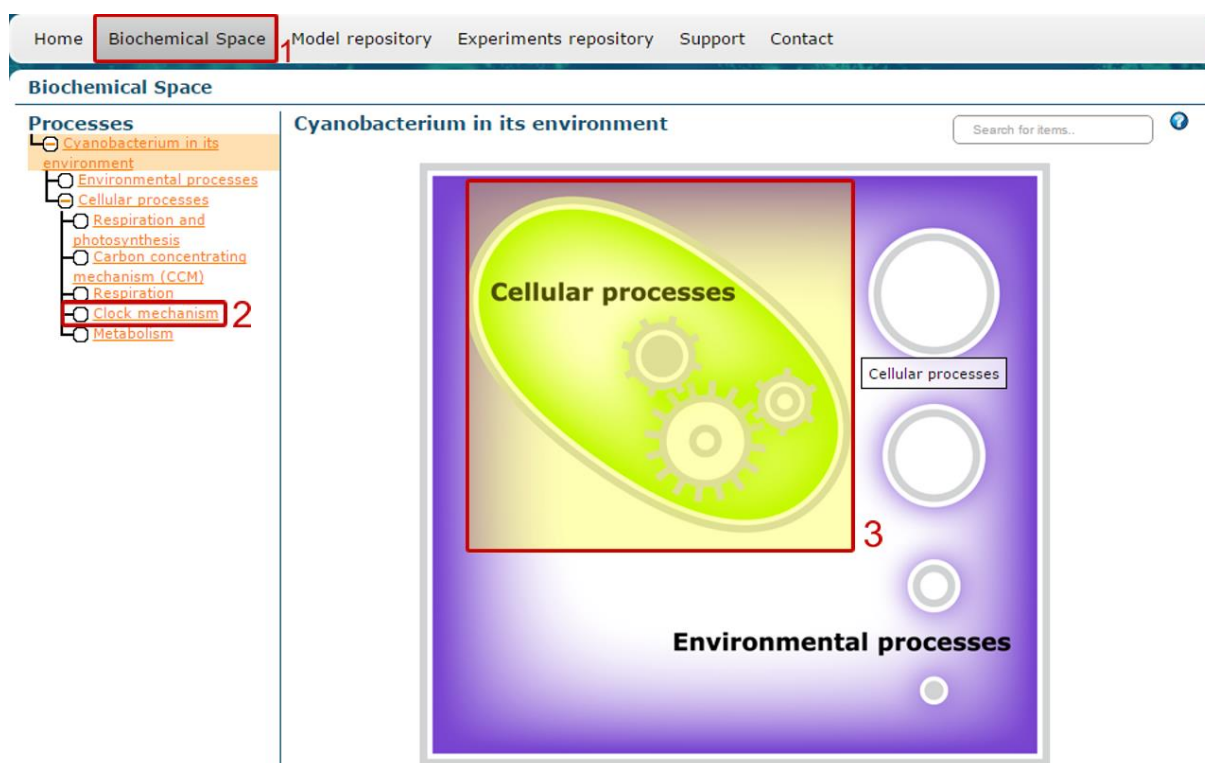 Home Biochemical Space 1 Model repository Experiments repository Support Contact
Biochemical Space
Processes
Cyanobacterium in its
environment
Environmental processes
Cellular processes
Respiration and
photosynthesis
Carbon concentrating
mechanism (CCM)
Respiration
Clock mechanism 2
Metabolism
Cyanobacterium in its environment
Search for items..
?
Cellular processes
Cellular processes
3
Environmental processes